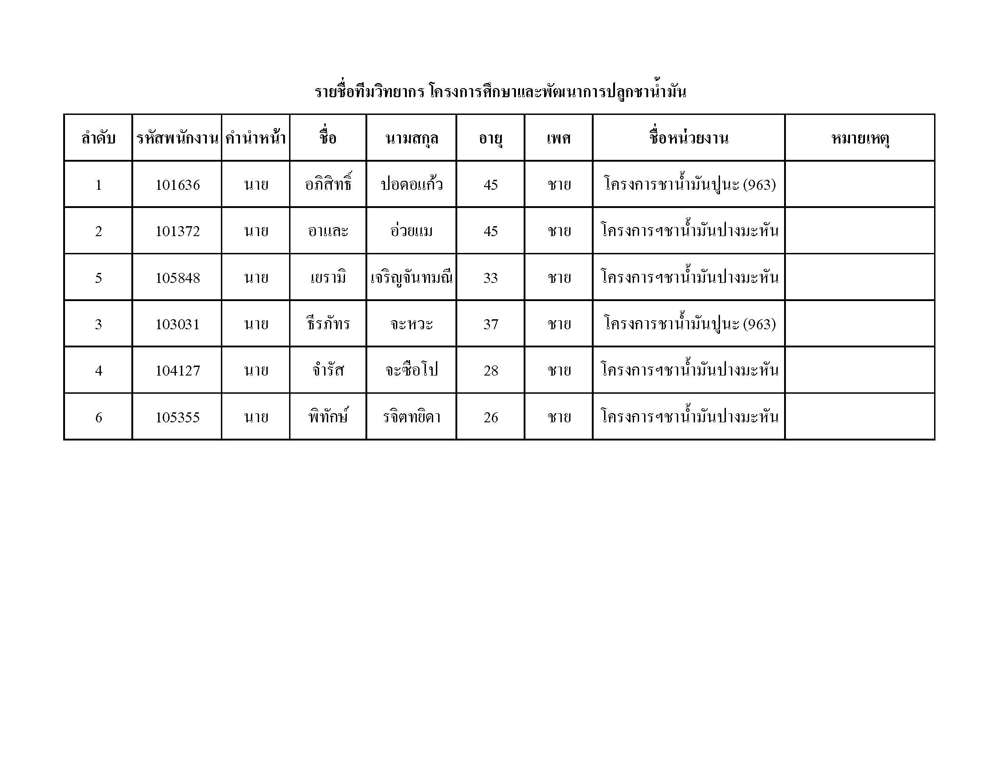 รายชื่อทีมวิทยากร โครงการศึกษาและพัฒนาการปลูกชาน้ำมัน
ลำดับ รหัสพนักงาน คำนำหน้า ชื่อ นามสกุล อายุ เพศ ชื่อหน่วยงาน หมายเหตุ
1 101636 นาย อภิสิทธิ์ ปอดอแก้ว 45 ชาย โครงการชาน้ำมันปูนะ (963)
2 101372 นาย อาและ อ่วยแม 45 ชาย โครงการฯชาน้ำมันปางมะหัน
5 105848 นาย เยรามิ เจริญจันทมณี 33 ชาย โครงการฯชาน้ำมันปางมะหัน
3 103031 นาย ธีรภัทร จะหวะ 37 ชาย โครงการชาน้ำมันปูนะ (963)
4 104127 นาย จำรัส จะซือโป 28 ชาย โครงการฯชาน้ำมันปางมะหัน
6 105355 นาย พิทักษ์ รจิตทยิดา 26 ชาย โครงการฯชาน้ำมันปางมะหัน